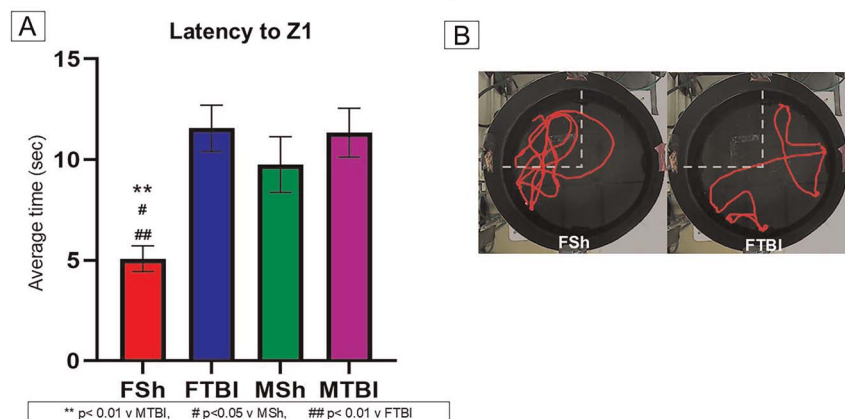 A
Latency to Z1
15
10
5
0
Average time (sec)
**
#
##
FSh FTBI MSh MTBI
** p< 0.01 v MTBI, # p<0.05 v MSh, ## p< 0.01 v FTBI
B
FSh FTBI